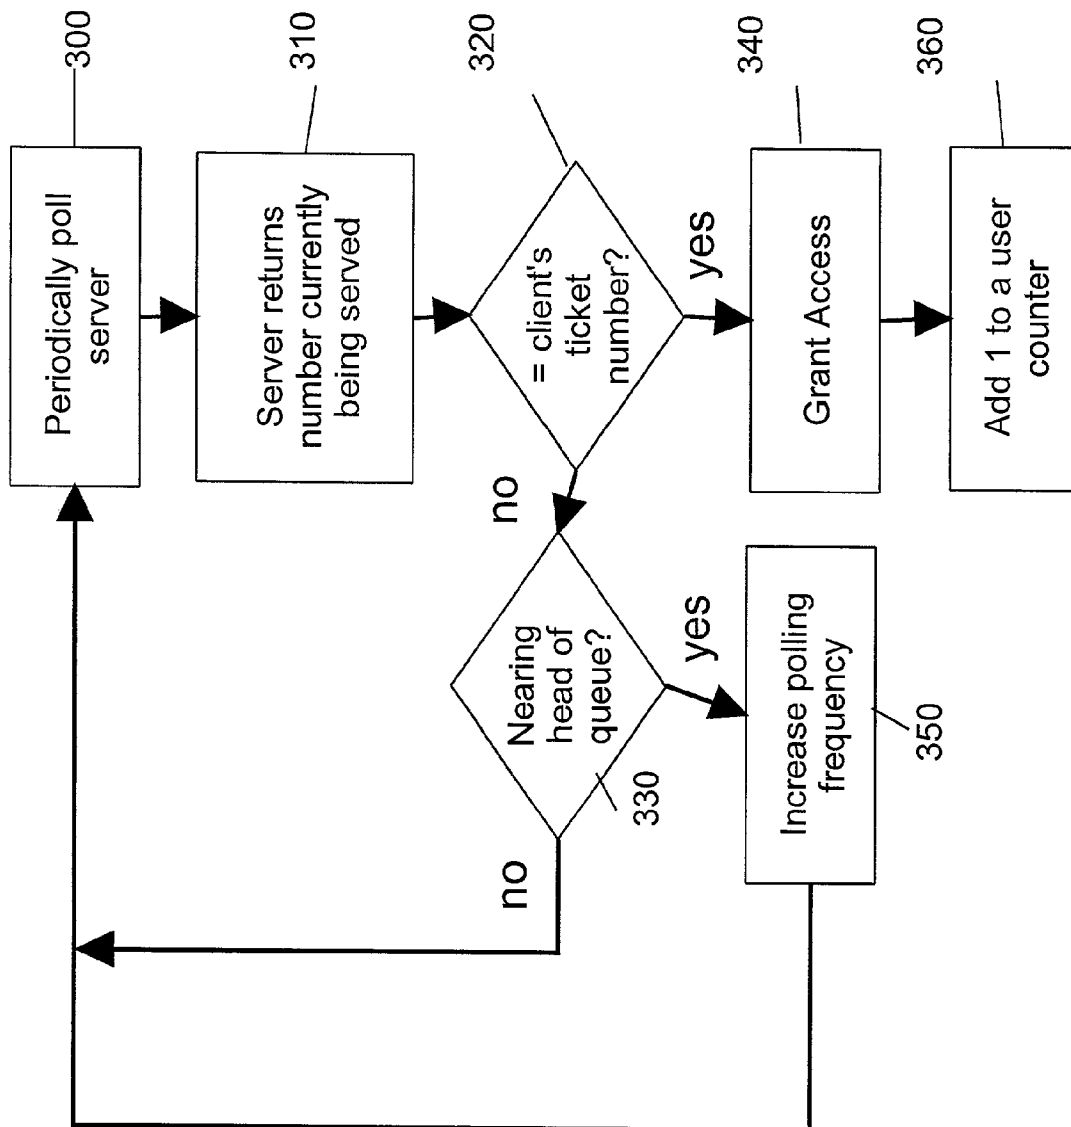 300
Periodically poll
server
310
Server returns
number currently
being served
320
= client's
ticket
number?
yes
no
340
Grant Access
360
Add 1 to a user
counter
Nearing
head of
queue?
330
no
yes
Increase polling
frequency
350